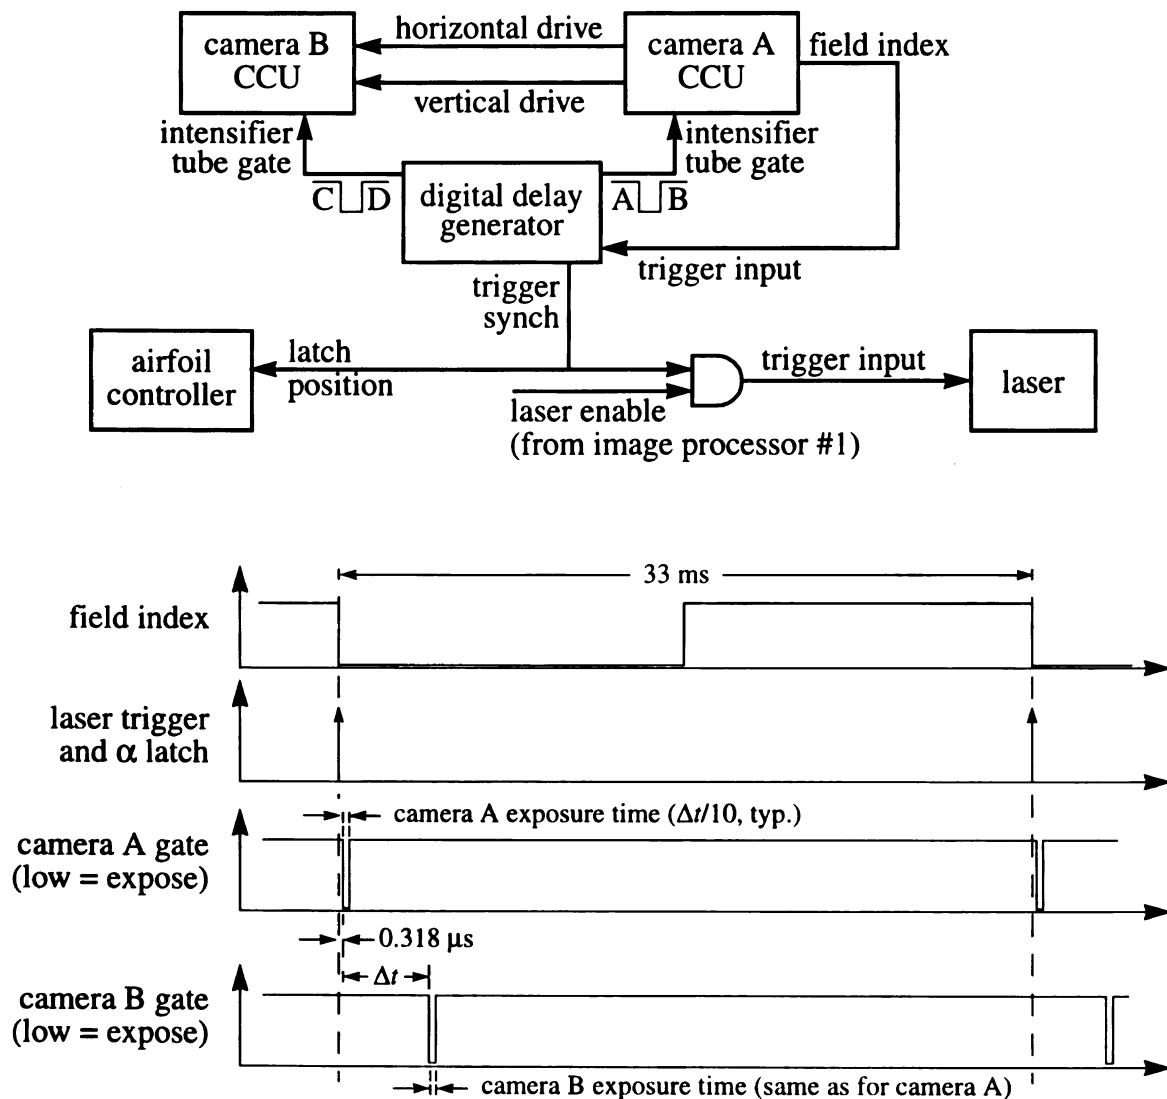 camera B
CCU
horizontal drive
vertical drive
camera A
CCU
field index
intensifier
tube gate
intensifier
tube gate
C D
digital delay
generator
A B
trigger input
trigger
synch
airfoil
controller
latch
position
trigger input
laser
laser enable
(from image processor #1)
33 ms
field index
laser trigger
and α latch
camera A exposure time (Δt/10, typ.)
camera A gate
(low = expose)
0.318 μs
Δt
camera B gate
(low = expose)
camera B exposure time (same as for camera A)